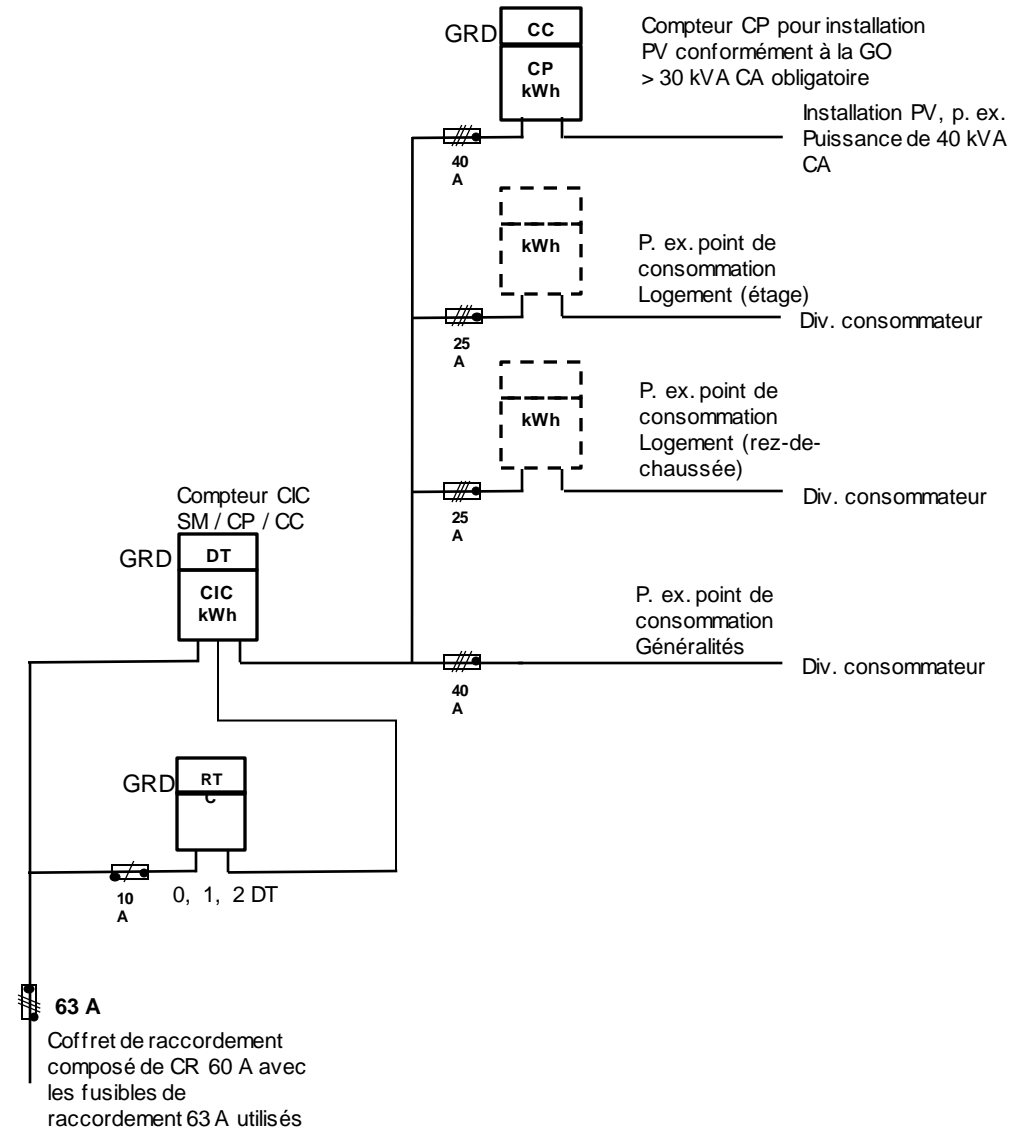 GRD
CC
CP
kWh
Compteur CP pour installation
PV conformément à la GO
> 30 kVA CA obligatoire
Installation PV, p. ex.
Puissance de 40 kVA
CA
40
A
kWh
P. ex. point de
consommation
Logement (étage)
Div. consommateur
25
A
kWh
P. ex. point de
consommation
Logement (rez-de-
chaussée)
Div. consommateur
25
A
Compteur CIC
SM / CP / CC
GRD
DT
CIC
kWh
P. ex. point de
consommation
Généralités
Div. consommateur
40
A
GRD
RT
C
10
A
0, 1, 2 DT
63 A
Coffret de raccordement
composé de CR 60 A avec
les fusibles de
raccordement 63 A utilisés